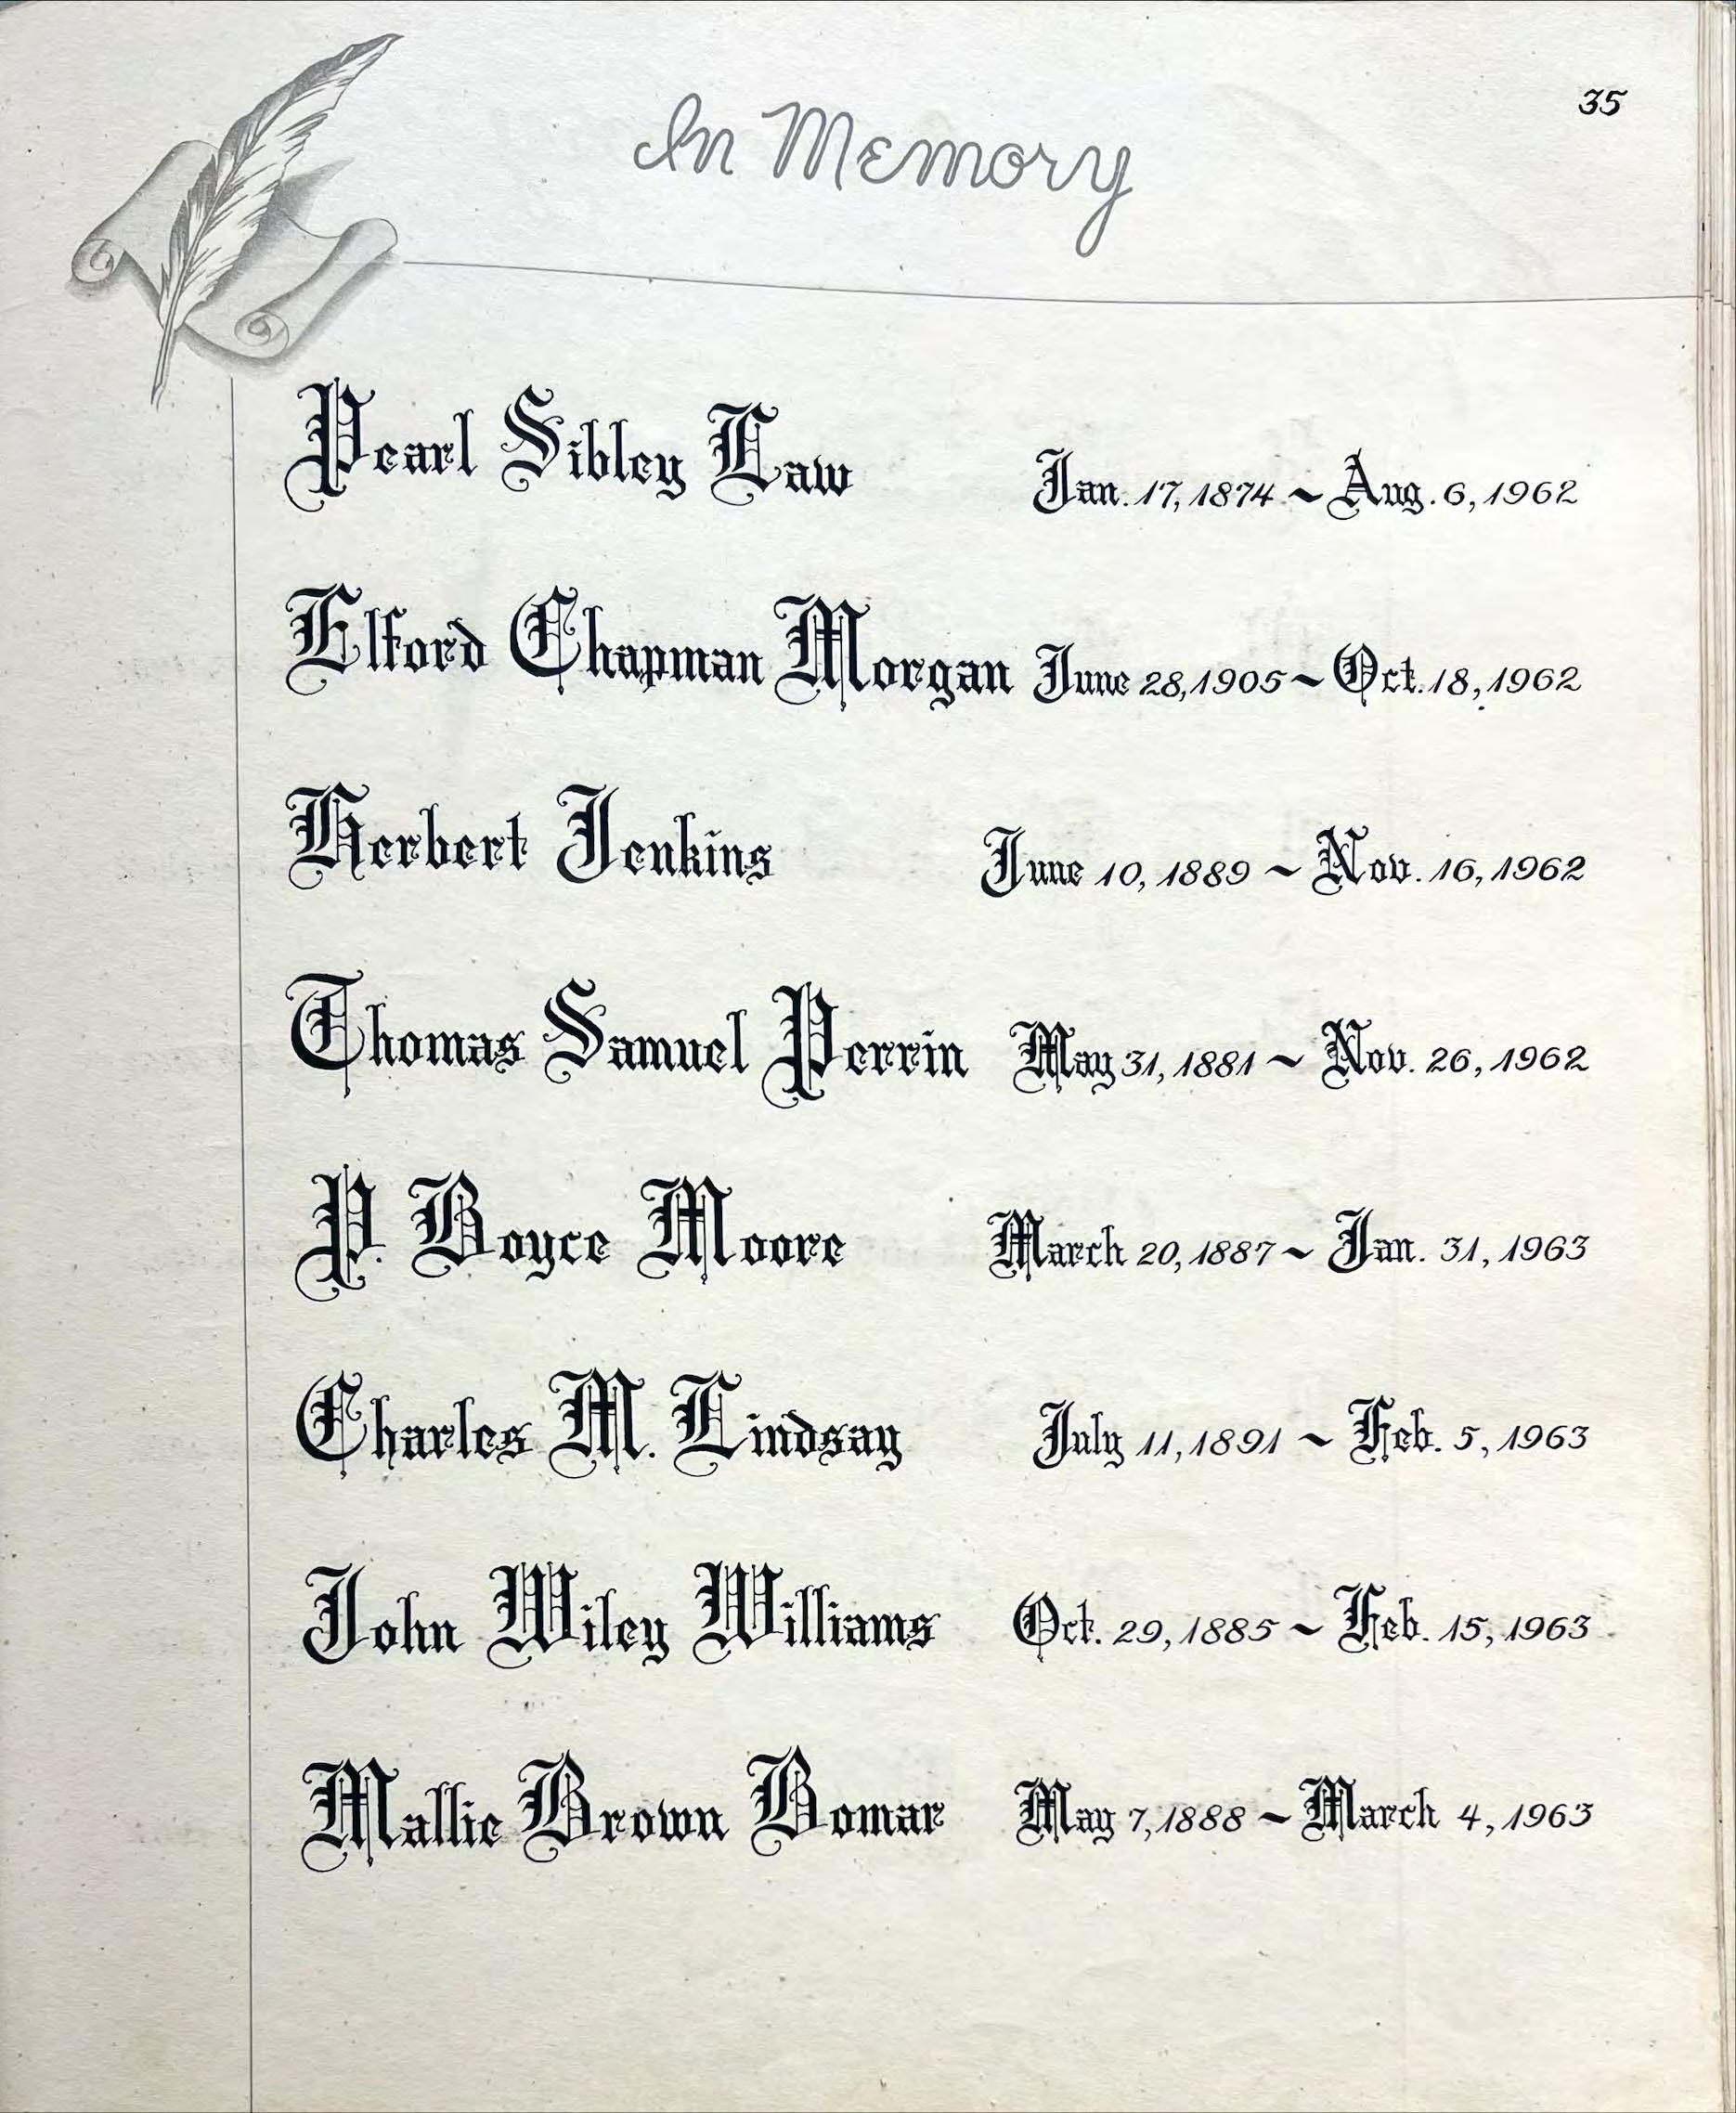 35
In Memory
Pearl Sibley Law Jan. 17, 1874 ~ Aug. 6, 1962
Elford Chapman Morgan June 28, 1905 ~ Oct. 18, 1962
Herbert Jenkins June 10, 1889 ~ Nov. 16, 1962
Thomas Samuel Perrin May 31, 1881 ~ Nov. 26, 1962
P. Boyce Moore March 20, 1887 ~ Jan. 31, 1963
Charles M. Lindsay July 11, 1891 ~ Feb. 5, 1963
John Wiley Williams Oct. 29, 1885 ~ Feb. 15, 1963
Mallie Brown Bomar May 7, 1888 ~ March 4, 1963